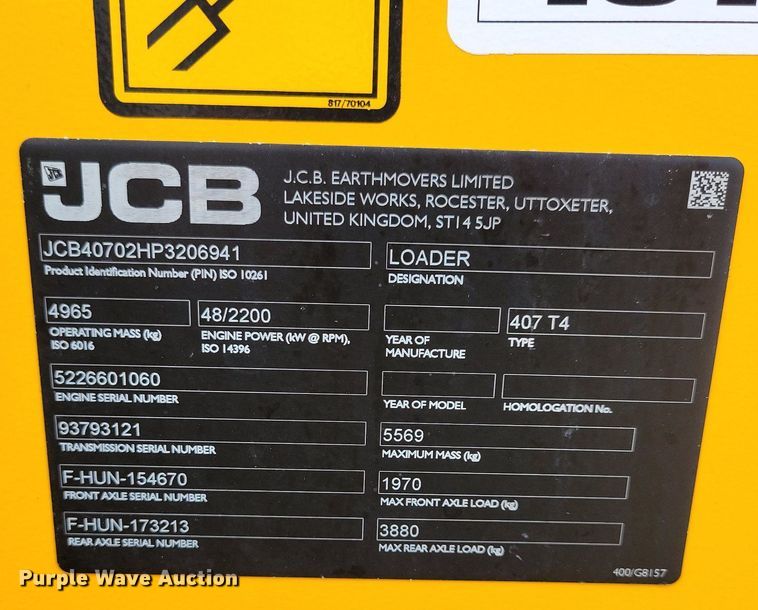 817/70104
JCB
J.C.B. EARTHMOVERS LIMITED
LAKESIDE WORKS, ROCESTER, UTTOXETER,
UNITED KINGDOM, ST14 5JP
JCB40702HP3206941
Product Identification Number (PIN) ISO 10261
LOADER
DESIGNATION
4965
OPERATING MASS (kg)
ISO 6016
48/2200
ENGINE POWER (kW @ RPM),
ISO 14396
YEAR OF
MANUFACTURE
407 T4
TYPE
5226601060
ENGINE SERIAL NUMBER
YEAR OF MODEL
HOMOLOGATION No.
93793121
TRANSMISSION SERIAL NUMBER
5569
MAXIMUM MASS (kg)
F-HUN-154670
FRONT AXLE SERIAL NUMBER
1970
MAX FRONT AXLE LOAD (kg)
F-HUN-173213
REAR AXLE SERIAL NUMBER
3880
MAX REAR AXLE LOAD (kg)
400/G8157
Purple Wave Auction